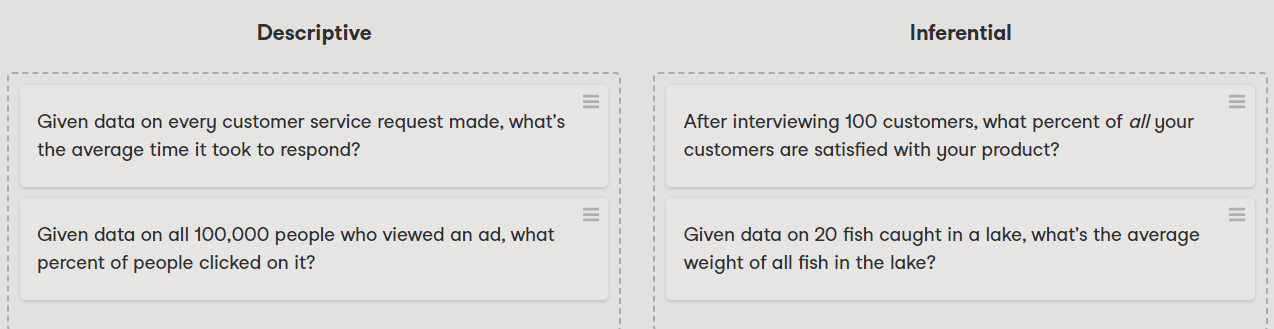 Descriptive
Given data on every customer service request made, what's
the average time it took to respond?
Given data on all 100,000 people who viewed an ad, what
percent of people clicked on it?
Inferential
After interviewing 100 customers, what percent of all your
customers are satisfied with your product?
Given data on 20 fish caught in a lake, what's the average
weight of all fish in the lake?